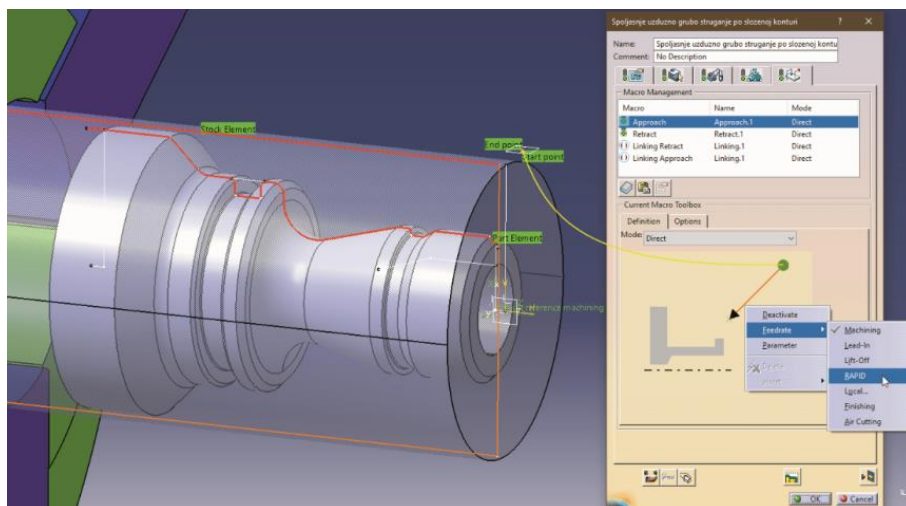 Spoljasnje uzduzno grubo struganje po slozenoj konturi
Name: Spoljasnje uzduzno grubo struganje po slozenoj kontu
Comment: No Description
Macro Management
Macro Name Mode
Approach Approach.1 Direct
Retract Retract.1 Direct
Linking Retract Linking.1 Direct
Linking Approach Linking.1 Direct
Current Macro Toolbox
Definition Options
Mode: Direct
Deactivate
Feedrate
Parameter
Machining
Lead-In
Lift-Off
RAPID
Local...
Finishing
Air Cutting
OK Cancel
Stock Element
End point
Start point
Part Element
machining